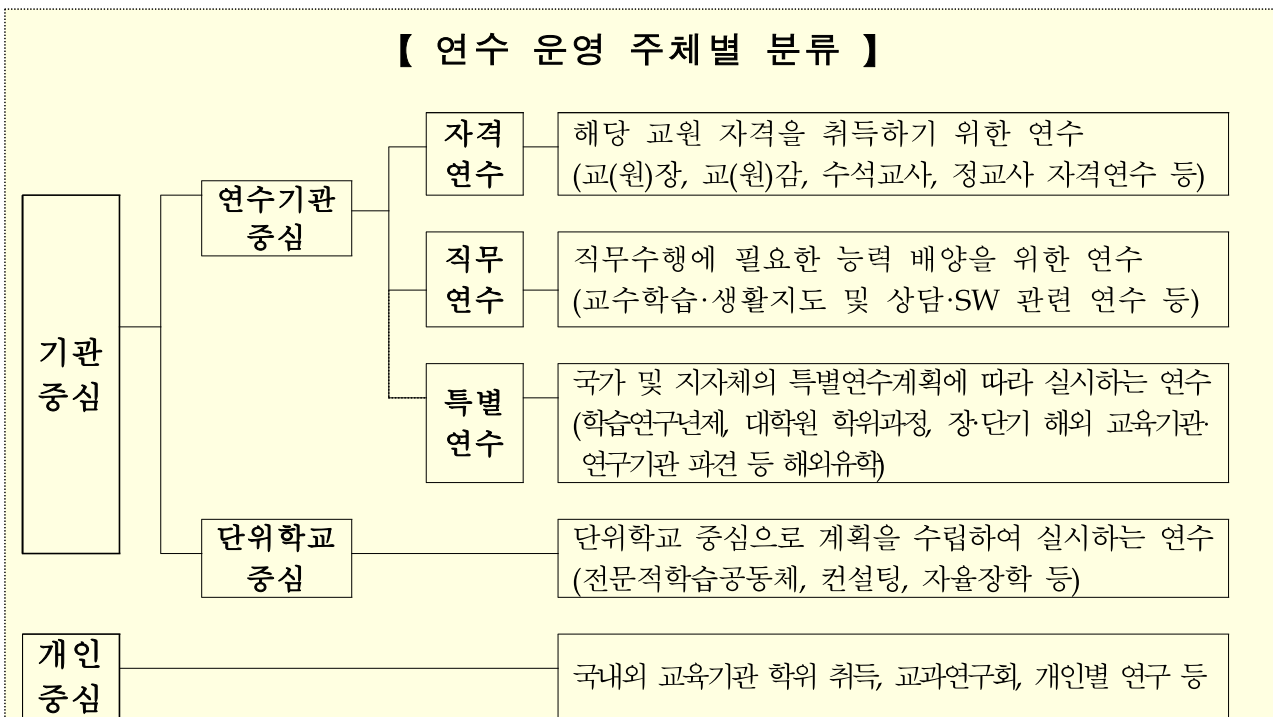 【 연수 운영 주체별 분류 】
기관
중심
연수기관
중심
자격
연수
해당 교원 자격을 취득하기 위한 연수
(교(원)장, 교(원)감, 수석교사, 정교사 자격연수 등)
직무
연수
직무수행에 필요한 능력 배양을 위한 연수
(교수학습·생활지도 및 상담·SW 관련 연수 등)
특별
연수
국가 및 지자체의 특별연수계획에 따라 실시하는 연수
(학습연구년제, 대학원 학위과정, 장·단기 해외 교육기관·
연구기관 파견 등 해외유학)
단위학교
중심
단위학교 중심으로 계획을 수립하여 실시하는 연수
(전문적학습공동체, 컨설팅, 자율장학 등)
개인
중심
국내외 교육기관 학위 취득, 교과연구회, 개인별 연구 등